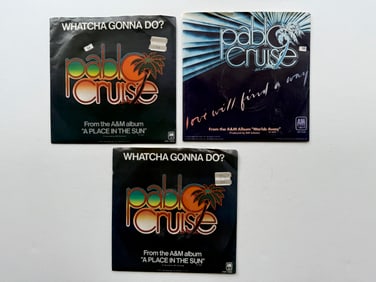 WHATCHA GONNA DO?
pablo
cruise
From the A&M album
"A PLACE IN THE SUN"
pablo
cruise
love will find a way
From the A&M Album "Worlds Away"
WHATCHA GONNA DO?
pablo
cruise
From the A&M album
"A PLACE IN THE SUN"